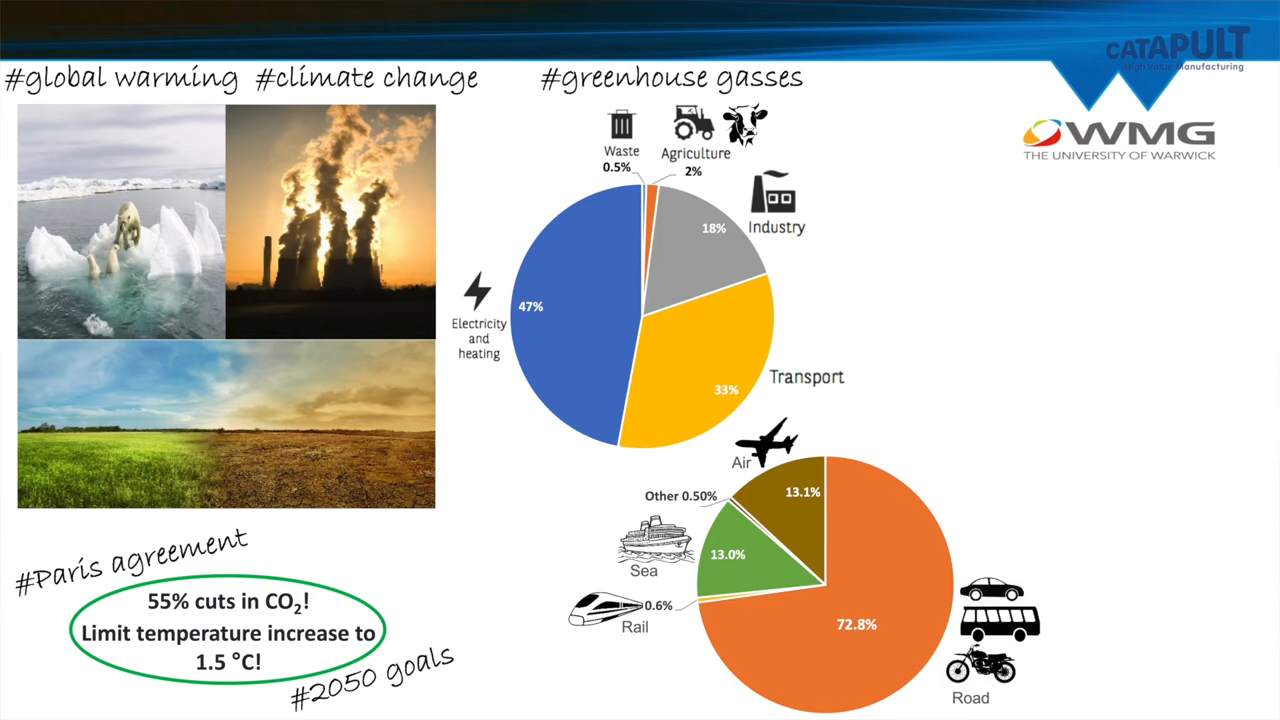 #global warming #climate change #greenhouse gasses
CATAPULT
High Value Manufacturing
WMG
THE UNIVERSITY OF WARWICK
Waste
0.5%
Agriculture
2%
18%
Industry
47%
Electricity
and
heating
33%
Transport
Air
13.1%
Other 0.50%
13.0%
Sea
0.6%
Rail
72.8%
Road
#Paris agreement
55% cuts in CO₂!
Limit temperature increase to
1.5 °C!
#2050 goals